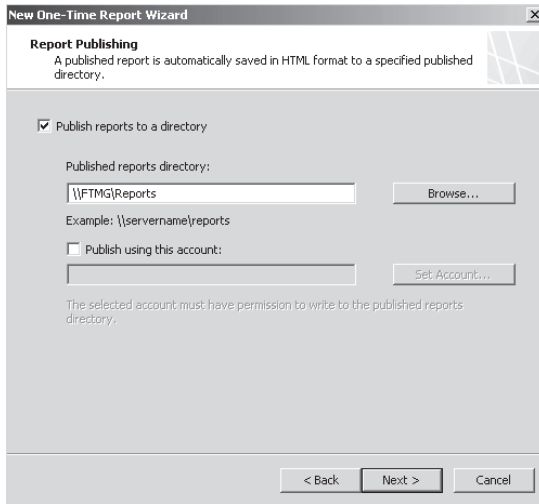 New One-Time Report Wizard
Report Publishing
A published report is automatically saved in HTML format to a specified published
directory.
Publish reports to a directory
Published reports directory:
\\FTMG\Reports
Browse...
Example: \\servername\reports
Publish using this account:
Set Account...
The selected account must have permission to write to the published reports
directory.
< Back
Next >
Cancel